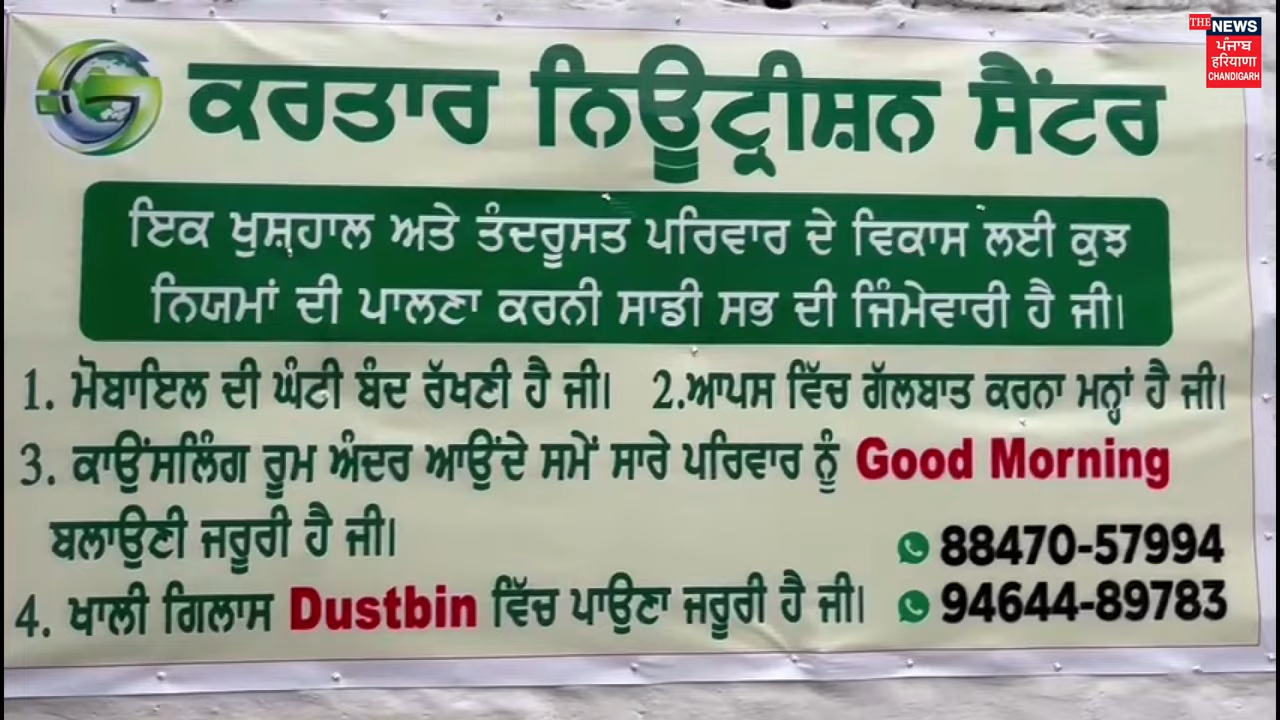 THE NEWS
ਪੰਜਾਬ
ਹਰਿਆਣਾ
CHANDIGARH
ਕਰਤਾਰ ਨਿਊਟ੍ਰੀਸ਼ਨ ਸੈਂਟਰ
ਇਕ ਖੁਸ਼ਹਾਲ ਅਤੇ ਤੰਦਰੂਸਤ ਪਰਿਵਾਰ ਦੇ ਵਿਕਾਸ ਲਈ ਕੁਝ
ਨਿਯਮਾਂ ਦੀ ਪਾਲਣਾ ਕਰਨੀ ਸਾਡੀ ਸਭ ਦੀ ਜਿੰਮੇਵਾਰੀ ਹੈ ਜੀ।
1. ਮੋਬਾਇਲ ਦੀ ਘੰਟੀ ਬੰਦ ਰੱਖਣੀ ਹੈ ਜੀ। 2.ਆਪਸ ਵਿੱਚ ਗੱਲਬਾਤ ਕਰਨਾ ਮਨ੍ਹਾਂ ਹੈ ਜੀ।
3. ਕਾਉਂਸਲਿੰਗ ਰੂਮ ਅੰਦਰ ਆਉਂਦੇ ਸਮੇਂ ਸਾਰੇ ਪਰਿਵਾਰ ਨੂੰ Good Morning
ਬਲਾਉਣੀ ਜਰੂਰੀ ਹੈ ਜੀ।
88470-57994
4. ਖਾਲੀ ਗਿਲਾਸ Dustbin ਵਿੱਚ ਪਾਉਣਾ ਜਰੂਰੀ ਹੈ ਜੀ। 94644-89783